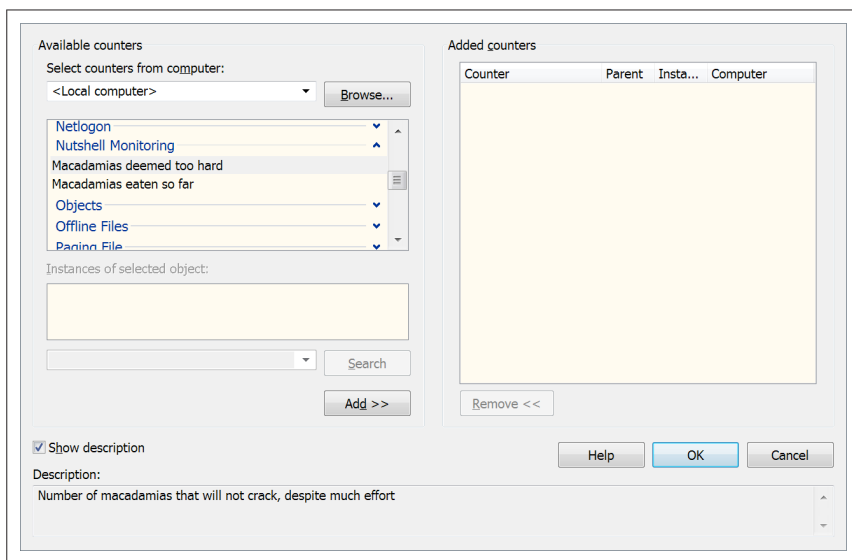 Available counters
Select counters from computer:
<Local computer>
Browse...
Netlogon
Nutshell Monitoring
Macadamias deemed too hard
Macadamias eaten so far
Objects
Offline Files
Paging File
Instances of selected object:
Search
Add >>
Added counters
Counter Parent Insta... Computer
Remove <<
Show description
Help OK Cancel
Description:
Number of macadamias that will not crack, despite much effort